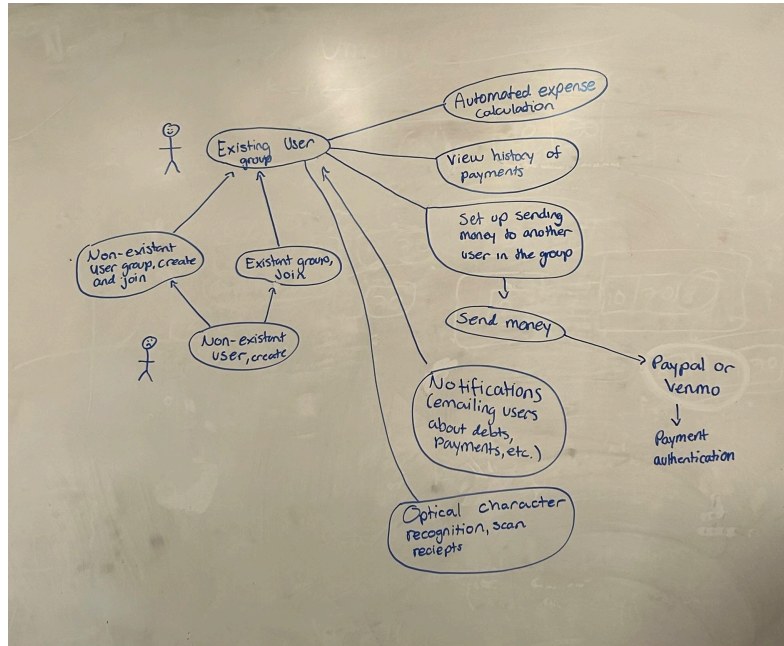 Automated expense
calculation
Existing User
group
View history of
payments
Set up sending
money to another
user in the group
Non-existant
user group, create
and join
Existant group,
Join
Non-existant
user, create
Send money
Paypal or
Venmo
Payment
authentication
Notifications
(emailing users
about debts,
Payments, etc.)
Optical character
recognition, scan
reciepts